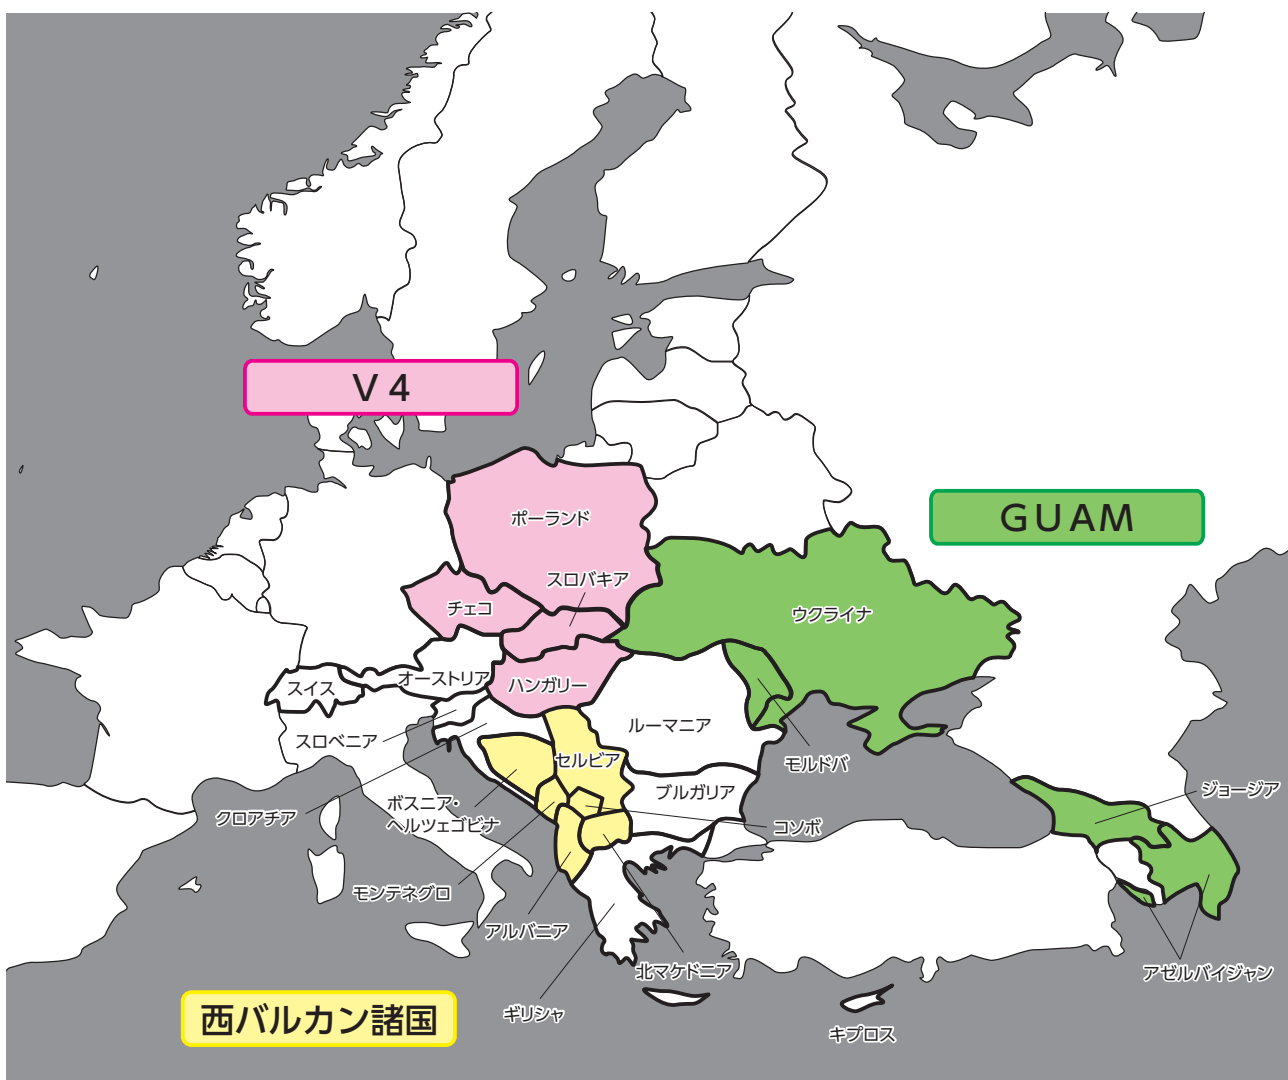 V4
GUAM
ポーランド
スロバキア
チェコ
ウクライナ
オーストリア
ハンガリー
スイス
ルーマニア
スロベニア
セルビア
モルドバ
ブルガリア
ジョージア
ボスニア・
ヘルツェゴビナ
クロアチア
コソボ
モンテネグロ
アルバニア
北マケドニア
アゼルバイジャン
ギリシャ
西バルカン諸国
キプロス